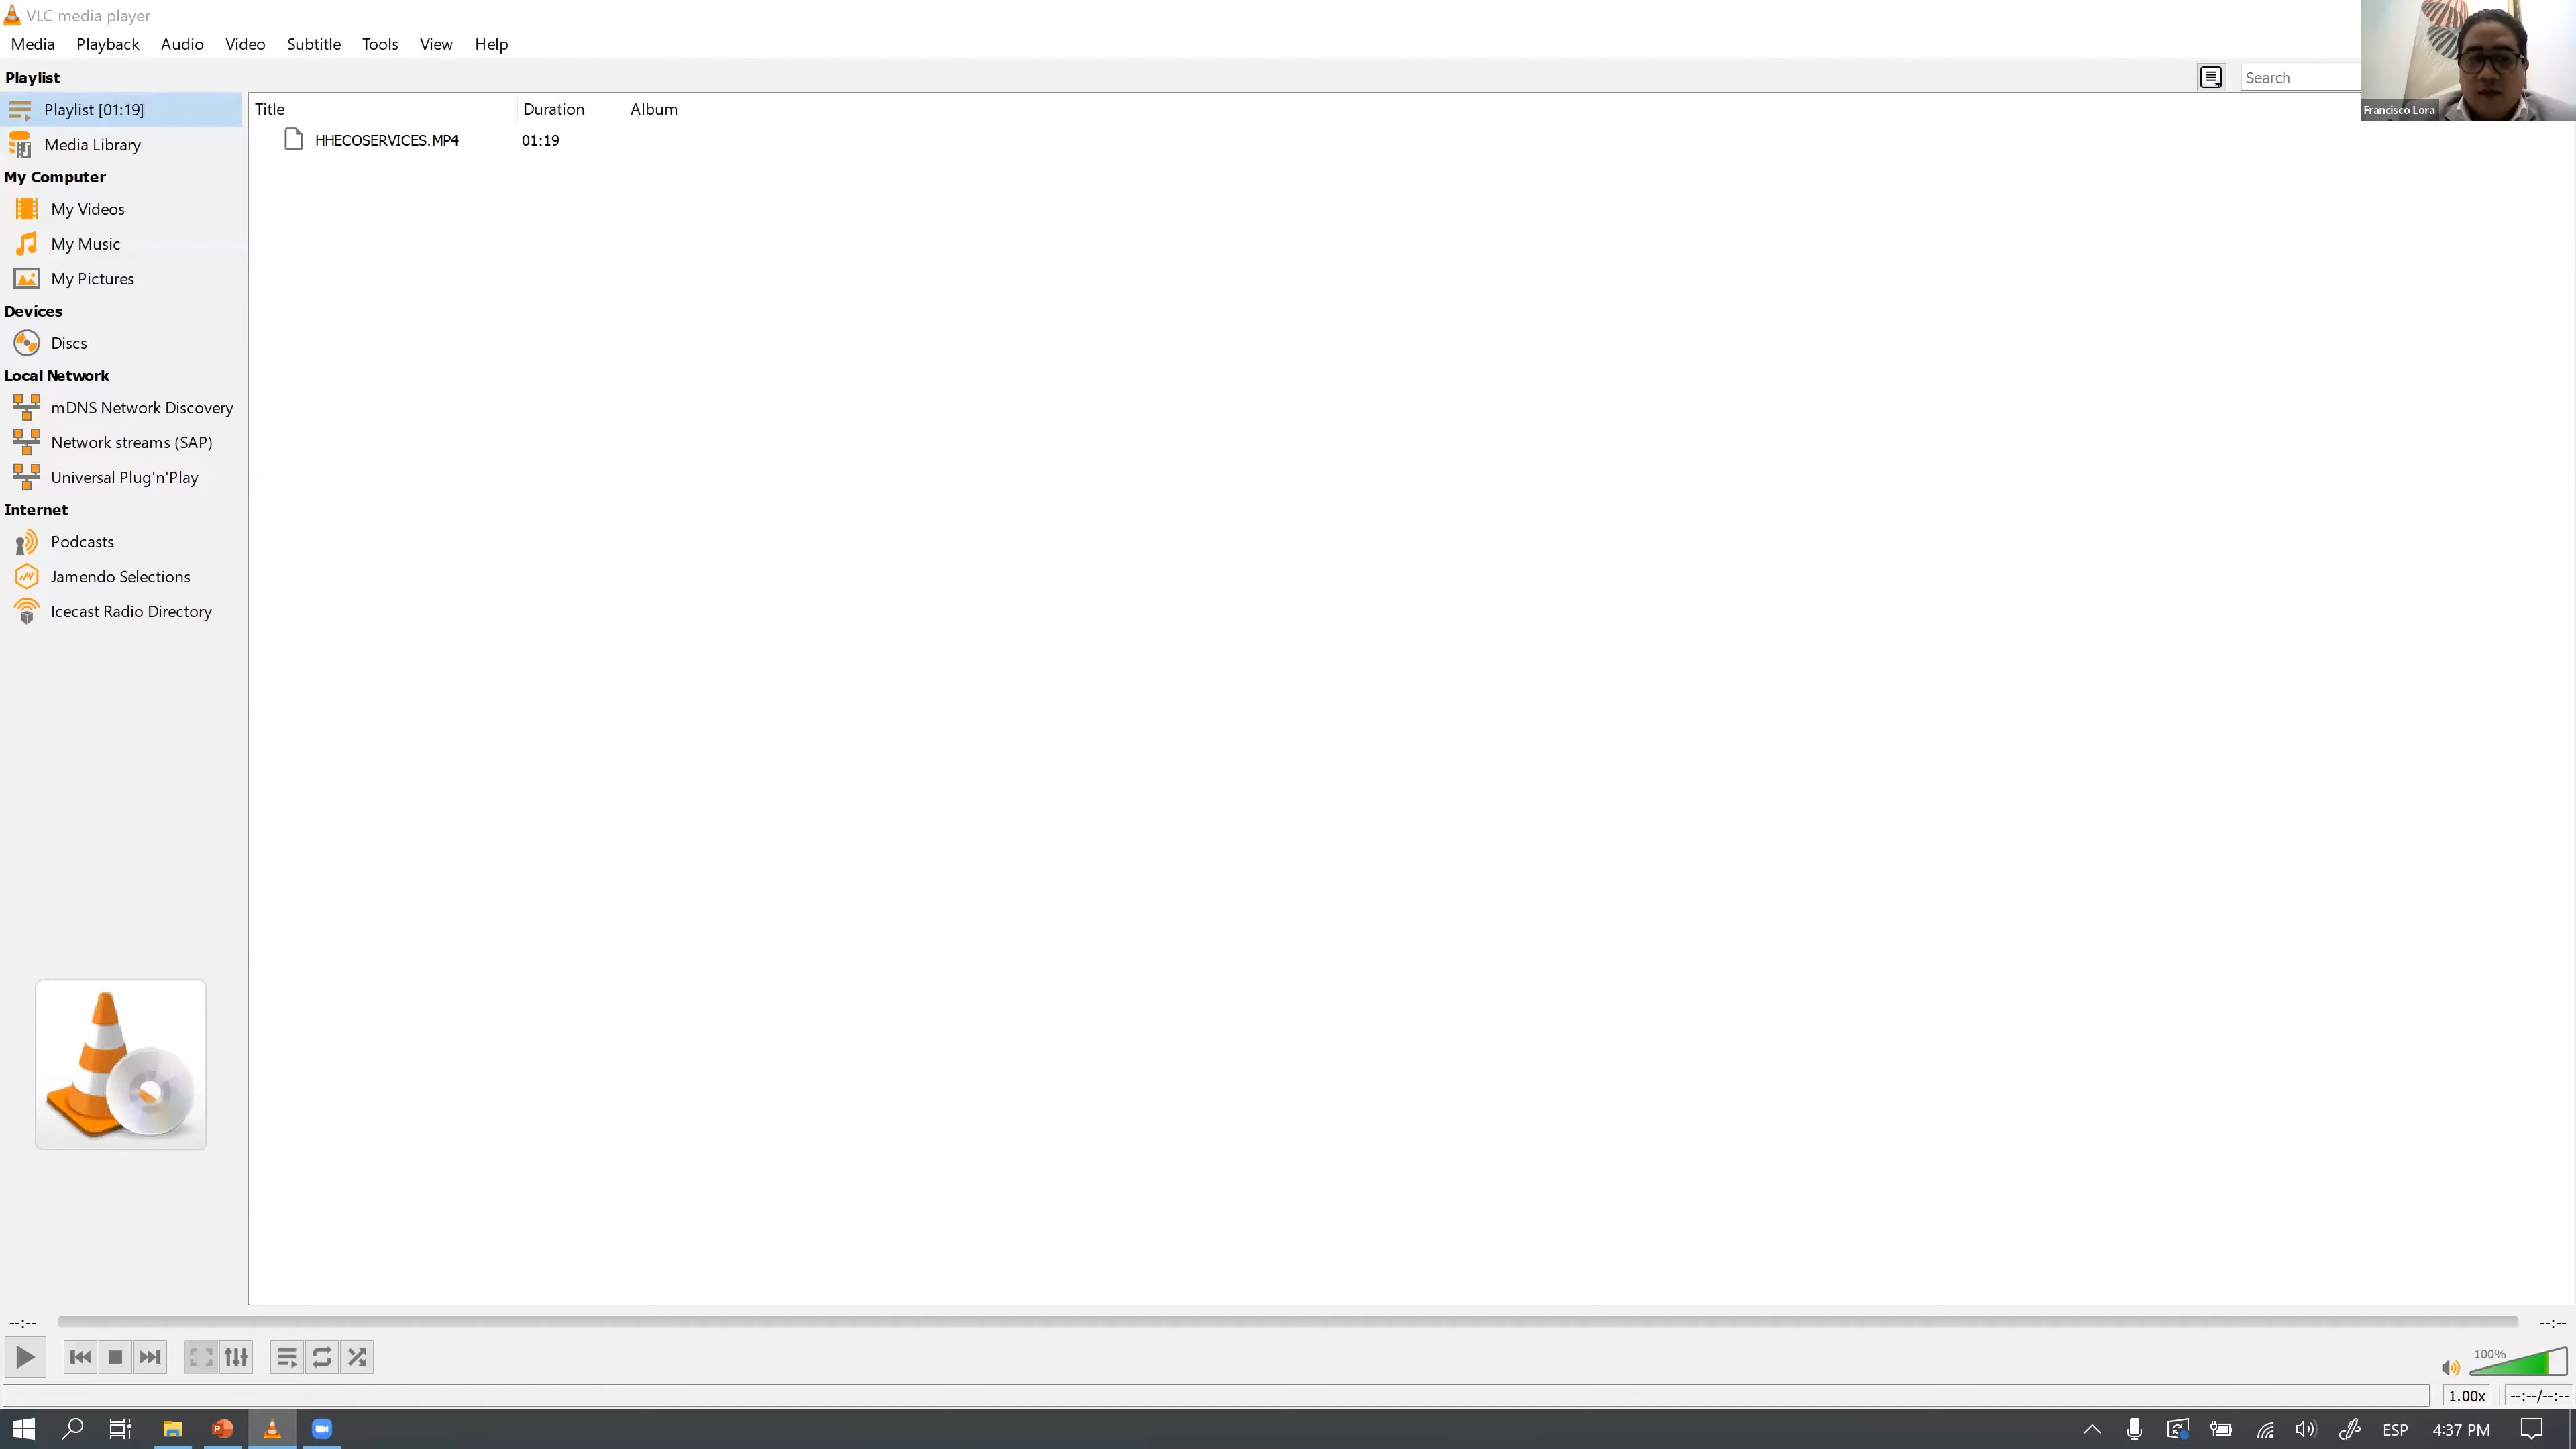 VLC media player
Media Playback Audio Video Subtitle Tools View Help
Playlist
Search
Francisco Lora
Playlist [01:19]
Media Library
My Computer
My Videos
My Music
My Pictures
Devices
Discs
Local Network
mDNS Network Discovery
Network streams (SAP)
Universal Plug'n'Play
Internet
Podcasts
Jamendo Selections
Icecast Radio Directory
Title Duration Album
HHECOSERVICES.MP4 01:19
--:-- --:--
100%
1.00x --:--/--:--
ESP 4:37 PM